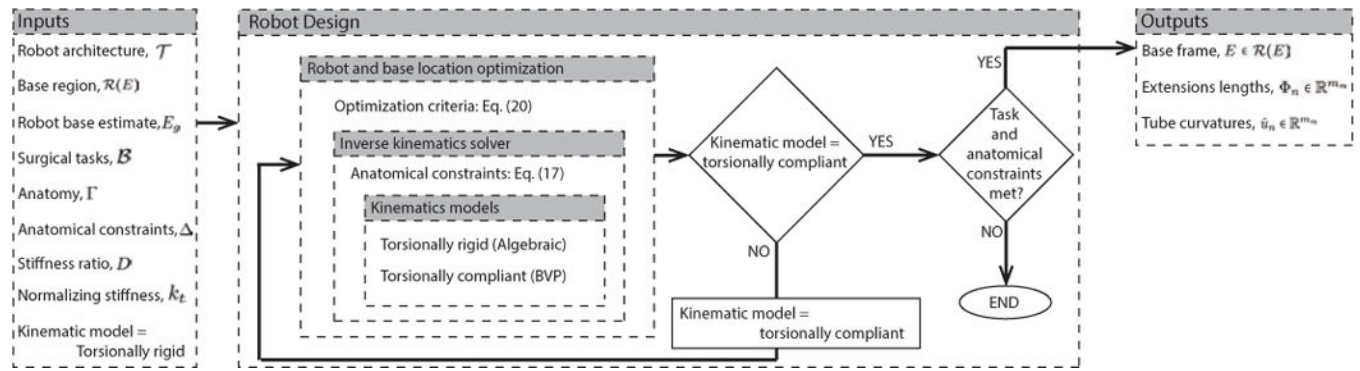 Inputs
Robot architecture, 𝒯
Base region, ℛ(E)
Robot base estimate, E_g
Surgical tasks, ℬ
Anatomy, Γ
Anatomical constraints, Δ
Stiffness ratio, D
Normalizing stiffness, k_t
Kinematic model =
Torsionally rigid
Robot Design
Robot and base location optimization
Optimization criteria: Eq. (20)
Inverse kinematics solver
Anatomical constraints: Eq. (17)
Kinematics models
Torsionally rigid (Algebraic)
Torsionally compliant (BVP)
Kinematic model =
torsionally compliant
YES
NO
Kinematic model =
torsionally compliant
Task
and
anatomical
constraints
met?
YES
NO
END
Outputs
Base frame, E ∈ ℛ(E)
Extensions lengths, Φ_n ∈ ℝ^{m_n}
Tube curvatures, û_n ∈ ℝ^{m_n}